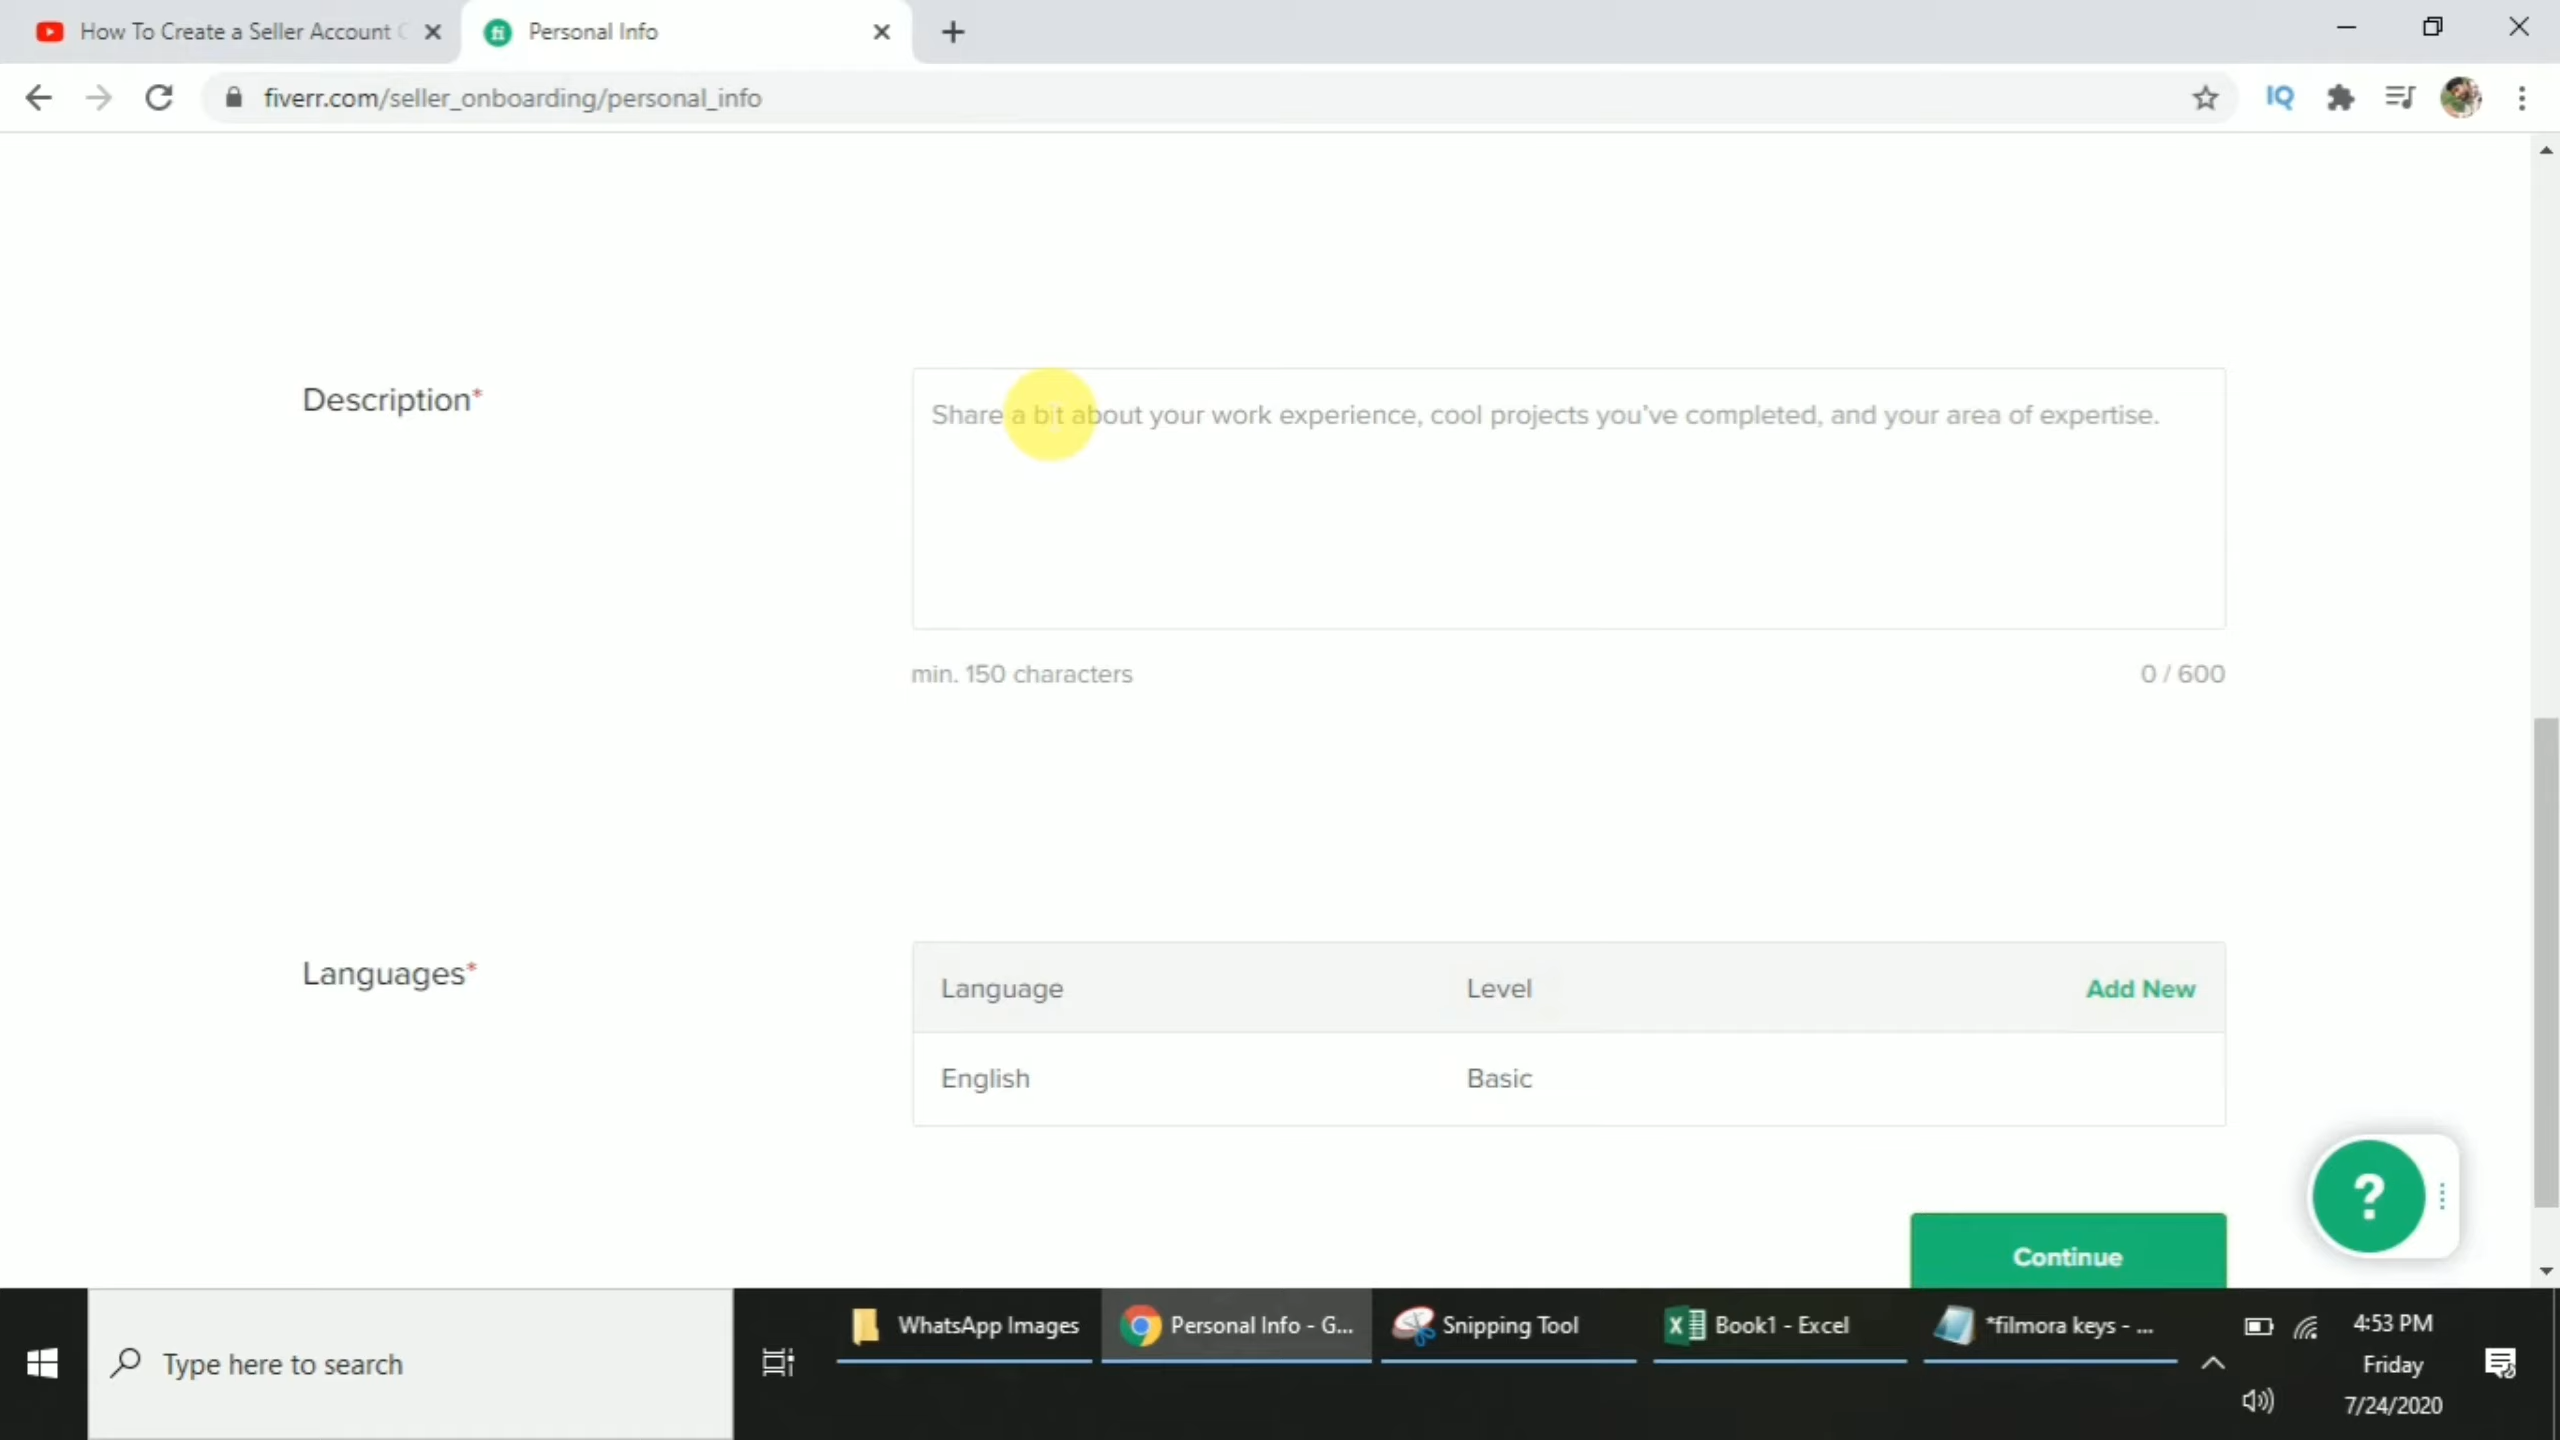 How To Create a Seller Account
Personal Info
fiverr.com/seller_onboarding/personal_info
IQ
Description*
Share a bit about your work experience, cool projects you've completed, and your area of expertise.
min. 150 characters
0 / 600
Languages*
Language Level Add New
English Basic
?
Continue
Type here to search
WhatsApp Images
Personal Info - G...
Snipping Tool
Book1 - Excel
*filmora keys - ...
4:53 PM
Friday
7/24/2020